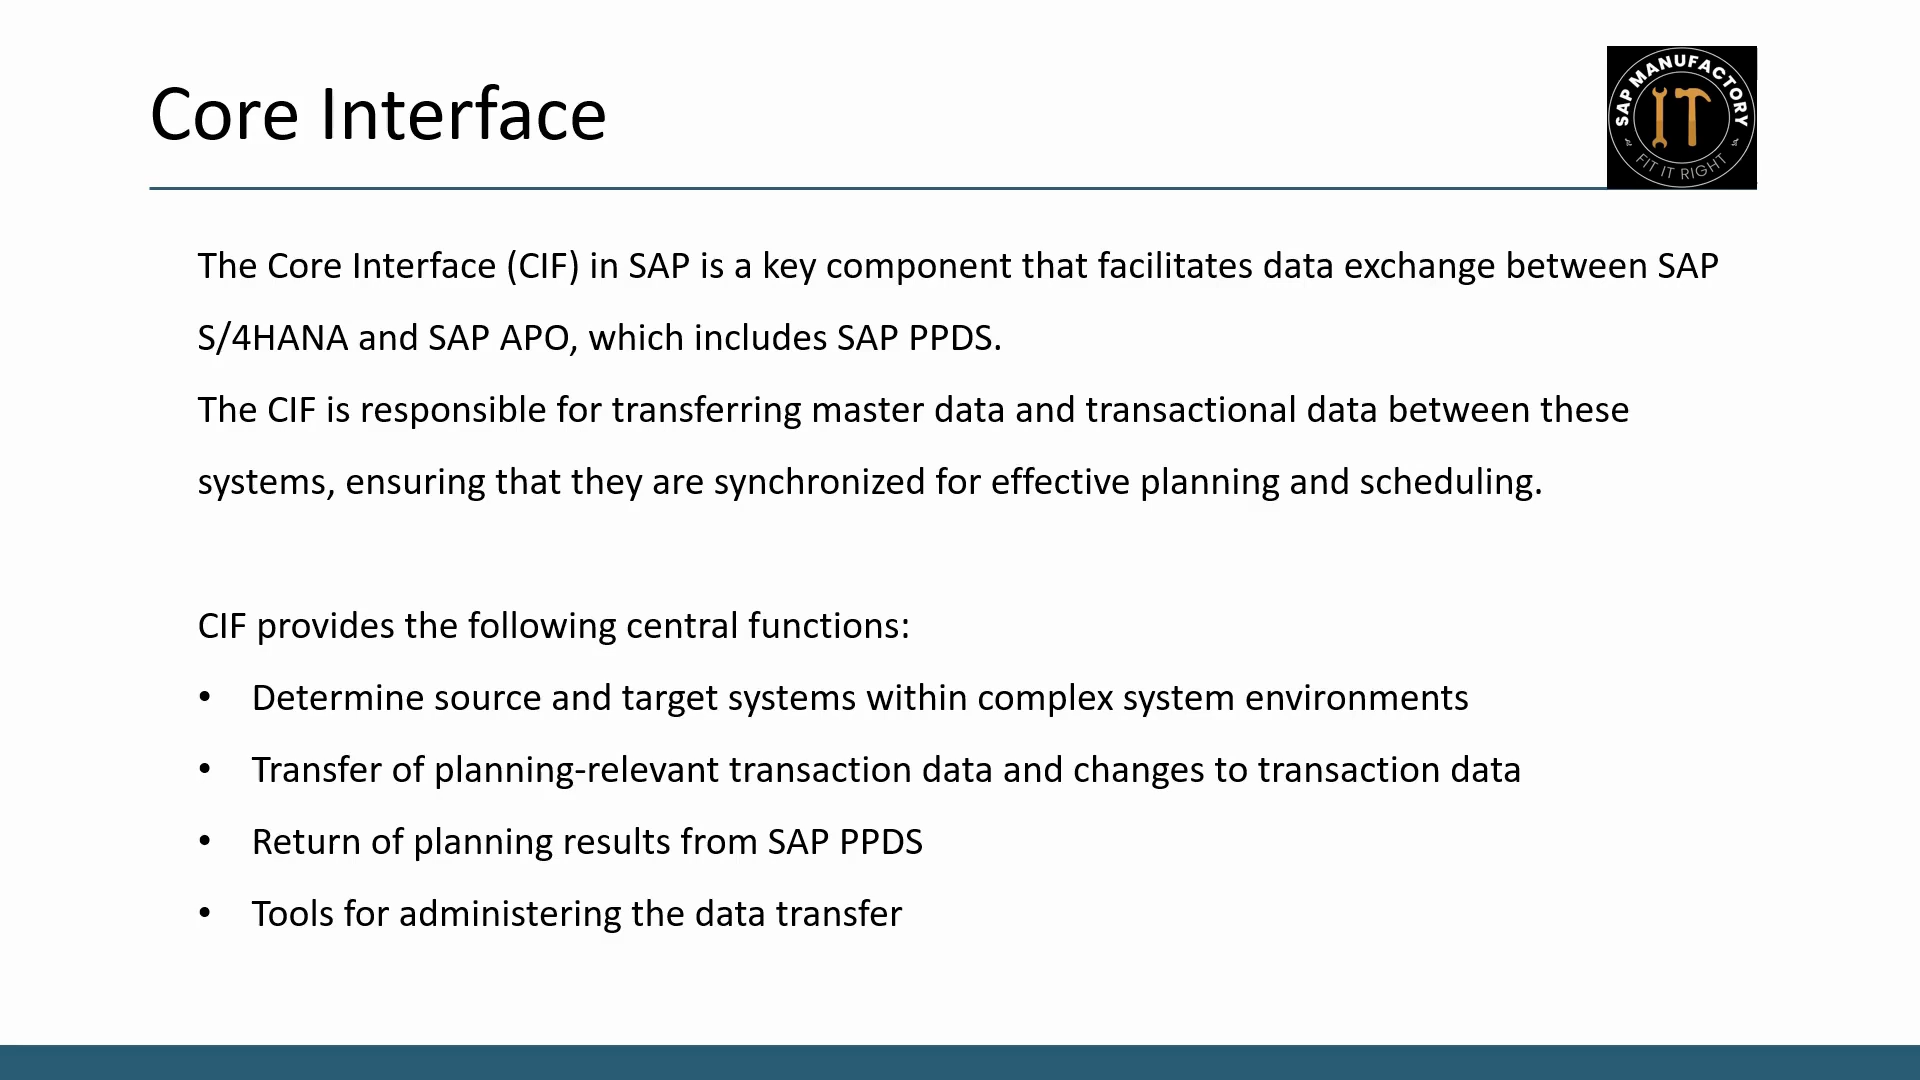 Core Interface
SAP MANUFACTORY
IT
FIT IT RIGHT
The Core Interface (CIF) in SAP is a key component that facilitates data exchange between SAP
S/4HANA and SAP APO, which includes SAP PPDS.
The CIF is responsible for transferring master data and transactional data between these
systems, ensuring that they are synchronized for effective planning and scheduling.
CIF provides the following central functions:
• Determine source and target systems within complex system environments
• Transfer of planning-relevant transaction data and changes to transaction data
• Return of planning results from SAP PPDS
• Tools for administering the data transfer